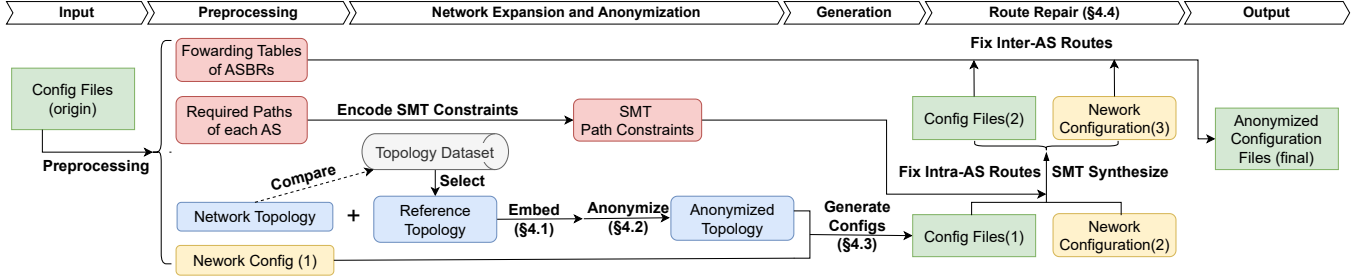 Input
Preprocessing
Network Expansion and Anonymization
Generation
Route Repair (§4.4)
Output
Config Files
(origin)
Preprocessing
Fowarding Tables
of ASBRs
Required Paths
of each AS
Encode SMT Constraints
SMT
Path Constraints
Topology Dataset
Compare
Select
Network Topology
+
Reference
Topology
Embed
(§4.1)
Anonymize
(§4.2)
Anonymized
Topology
Nework Config (1)
Generate
Configs
(§4.3)
Fix Inter-AS Routes
Config Files(2)
Nework
Configuration(3)
Fix Intra-AS Routes
SMT Synthesize
Config Files(1)
Nework
Configuration(2)
Anonymized
Configuration
Files (final)